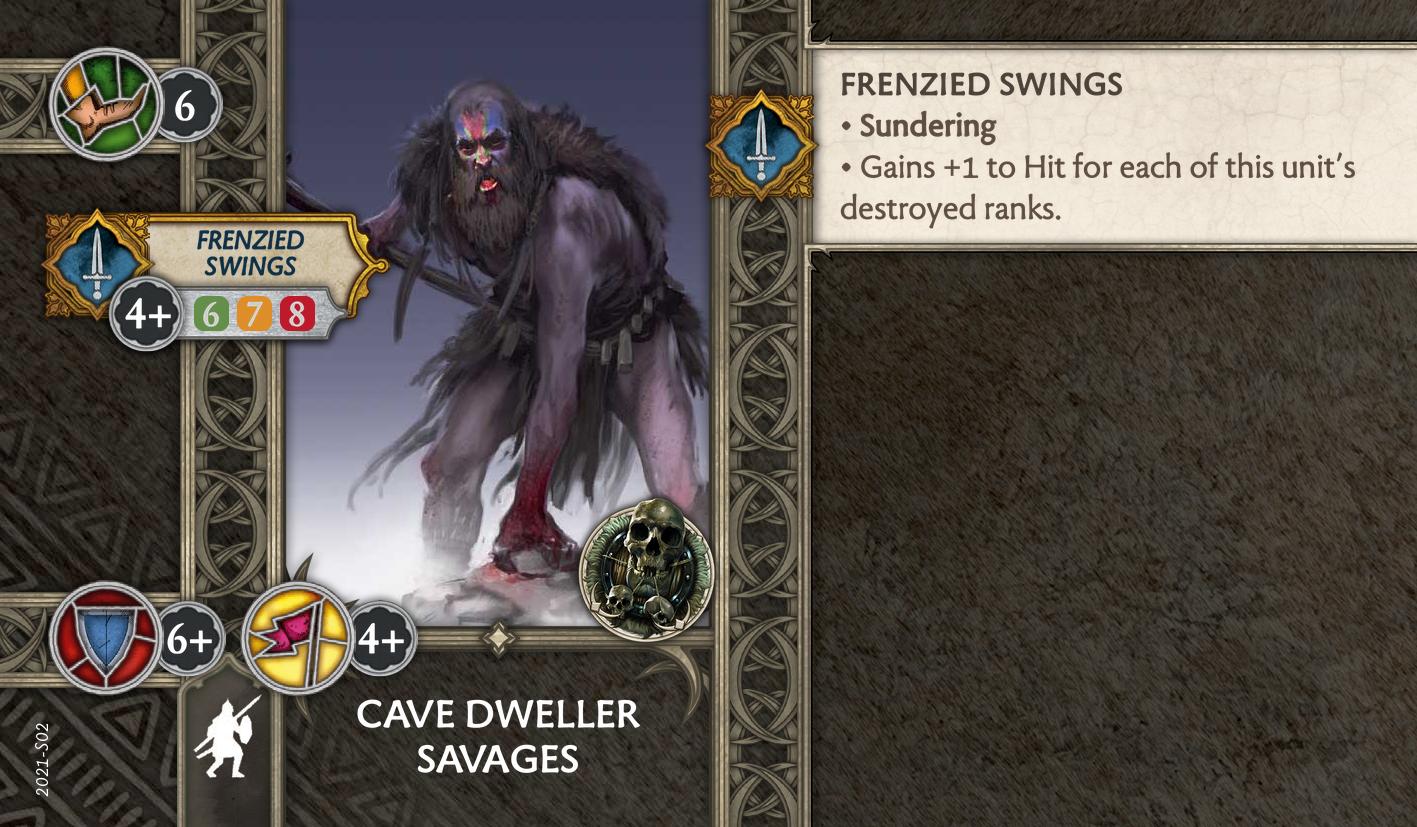 6
FRENZIED
SWINGS
4+ 6 7 8
6+ 4+
CAVE DWELLER
SAVAGES
2021-S02
FRENZIED SWINGS
• Sundering
• Gains +1 to Hit for each of this unit's
destroyed ranks.